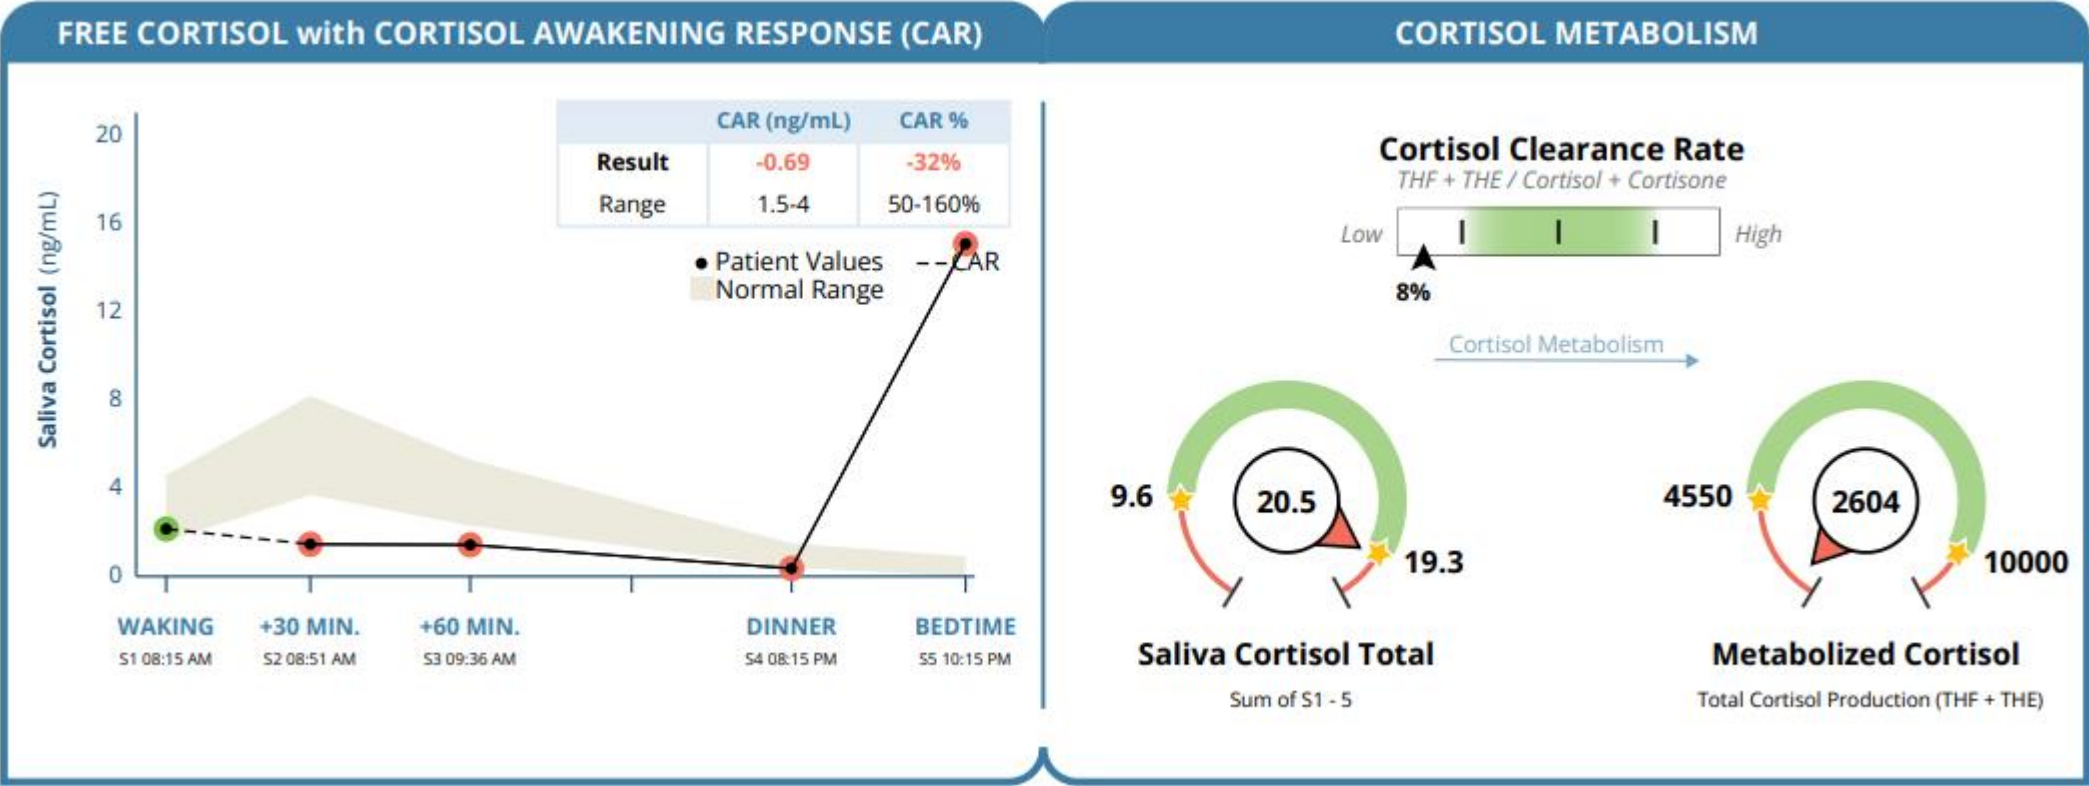 FREE CORTISOL with CORTISOL AWAKENING RESPONSE (CAR)
CAR (ng/mL) CAR %
Result -0.69 -32%
Range 1.5-4 50-160%
Patient Values --CAR
Normal Range
Saliva Cortisol (ng/mL)
20
16
12
8
4
0
WAKING +30 MIN. +60 MIN. DINNER BEDTIME
S1 08:15 AM S2 08:51 AM S3 09:36 AM S4 08:15 PM S5 10:15 PM
CORTISOL METABOLISM
Cortisol Clearance Rate
THF + THE / Cortisol + Cortisone
Low High
8%
Cortisol Metabolism
9.6 20.5 19.3
Saliva Cortisol Total
Sum of S1 - 5
4550 2604 10000
Metabolized Cortisol
Total Cortisol Production (THF + THE)